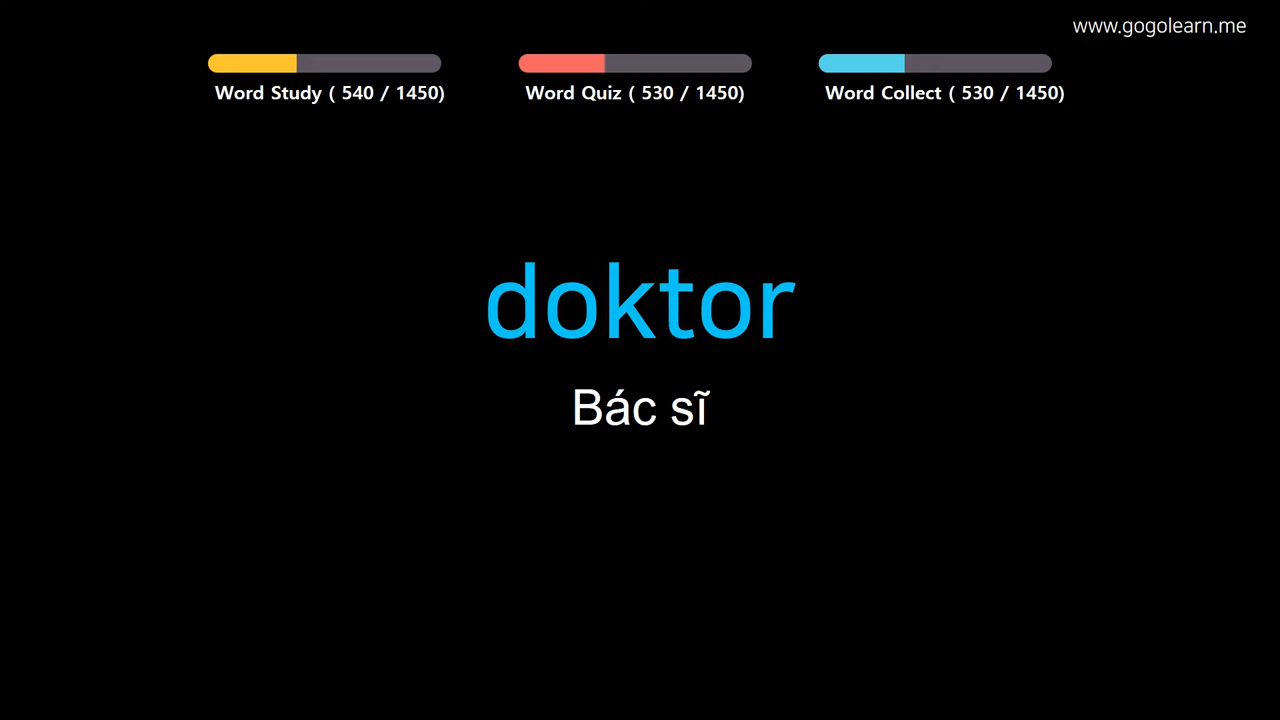 www.gogolearn.me
Word Study ( 540 / 1450)
Word Quiz ( 530 / 1450)
Word Collect ( 530 / 1450)
doktor
Bác sĩ